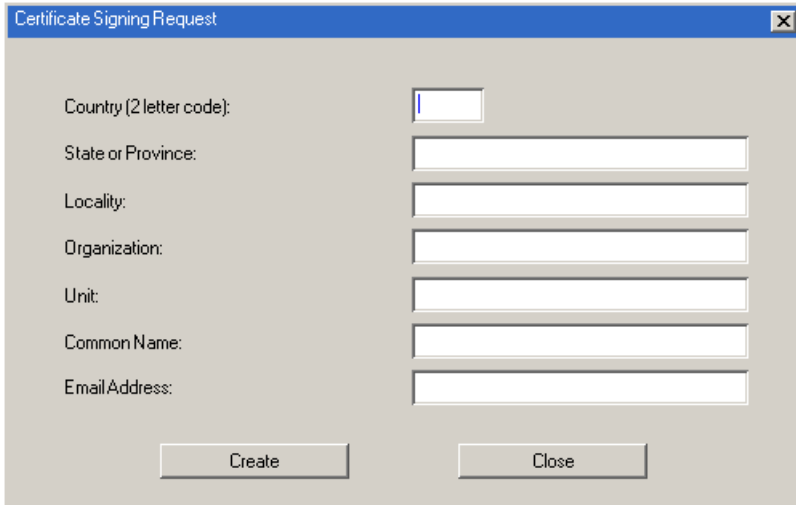 Certificate Signing Request
Country (2 letter code):
State or Province:
Locality:
Organization:
Unit:
Common Name:
Email Address:
Create Close